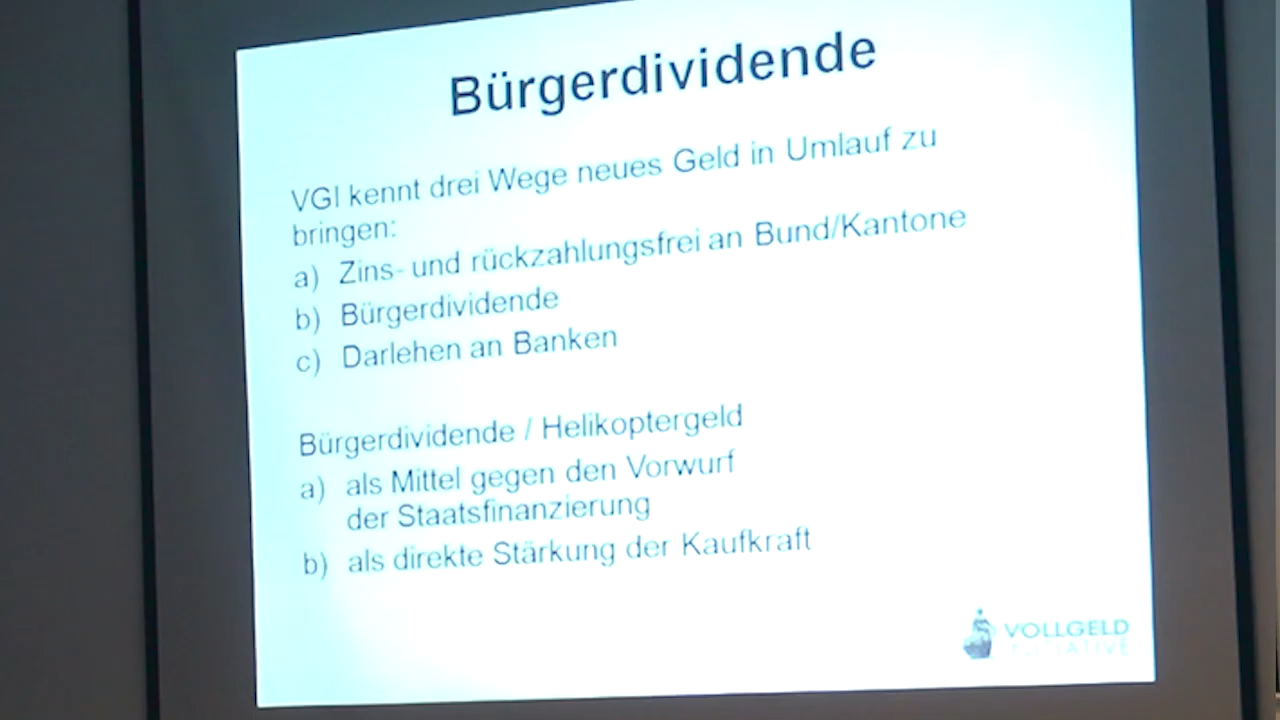 Bürgerdividende
VGI kennt drei Wege neues Geld in Umlauf zu
bringen:
a) Zins- und rückzahlungsfrei an Bund/Kantone
b) Bürgerdividende
c) Darlehen an Banken
Bürgerdividende / Helikoptergeld
a) als Mittel gegen den Vorwurf
der Staatsfinanzierung
b) als direkte Stärkung der Kaufkraft
VOLLGELD
INITIATIVE